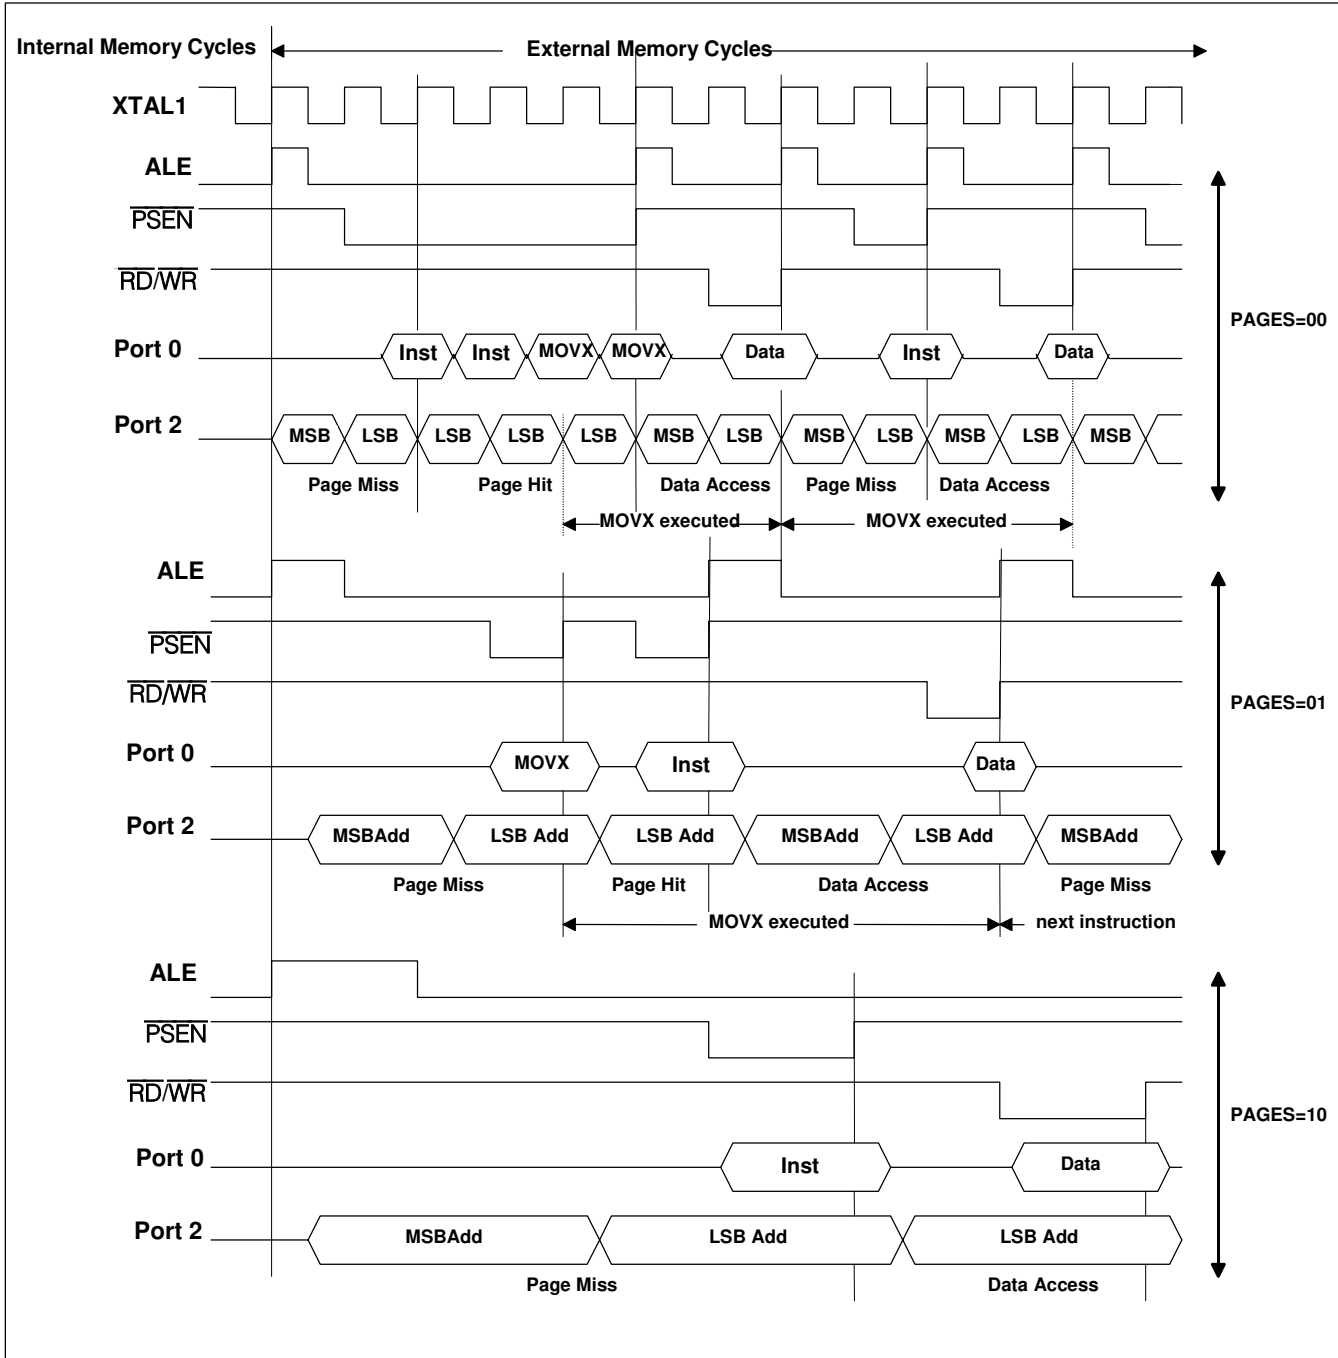 Internal Memory Cycles External Memory Cycles
XTAL1
ALE
PSEN
RD/WR
PAGES=00
Port 0 Inst Inst MOVX MOVX Data Inst Data
Port 2 MSB LSB LSB LSB LSB MSB LSB MSB LSB MSB LSB MSB
Page Miss Page Hit Data Access Page Miss Data Access
MOVX executed MOVX executed
ALE
PSEN
RD/WR
PAGES=01
Port 0 MOVX Inst Data
Port 2 MSBAdd LSB Add LSB Add MSBAdd LSB Add MSBAdd
Page Miss Page Hit Data Access Page Miss
MOVX executed next instruction
ALE
PSEN
RD/WR
PAGES=10
Port 0 Inst Data
Port 2 MSBAdd LSB Add LSB Add
Page Miss Data Access